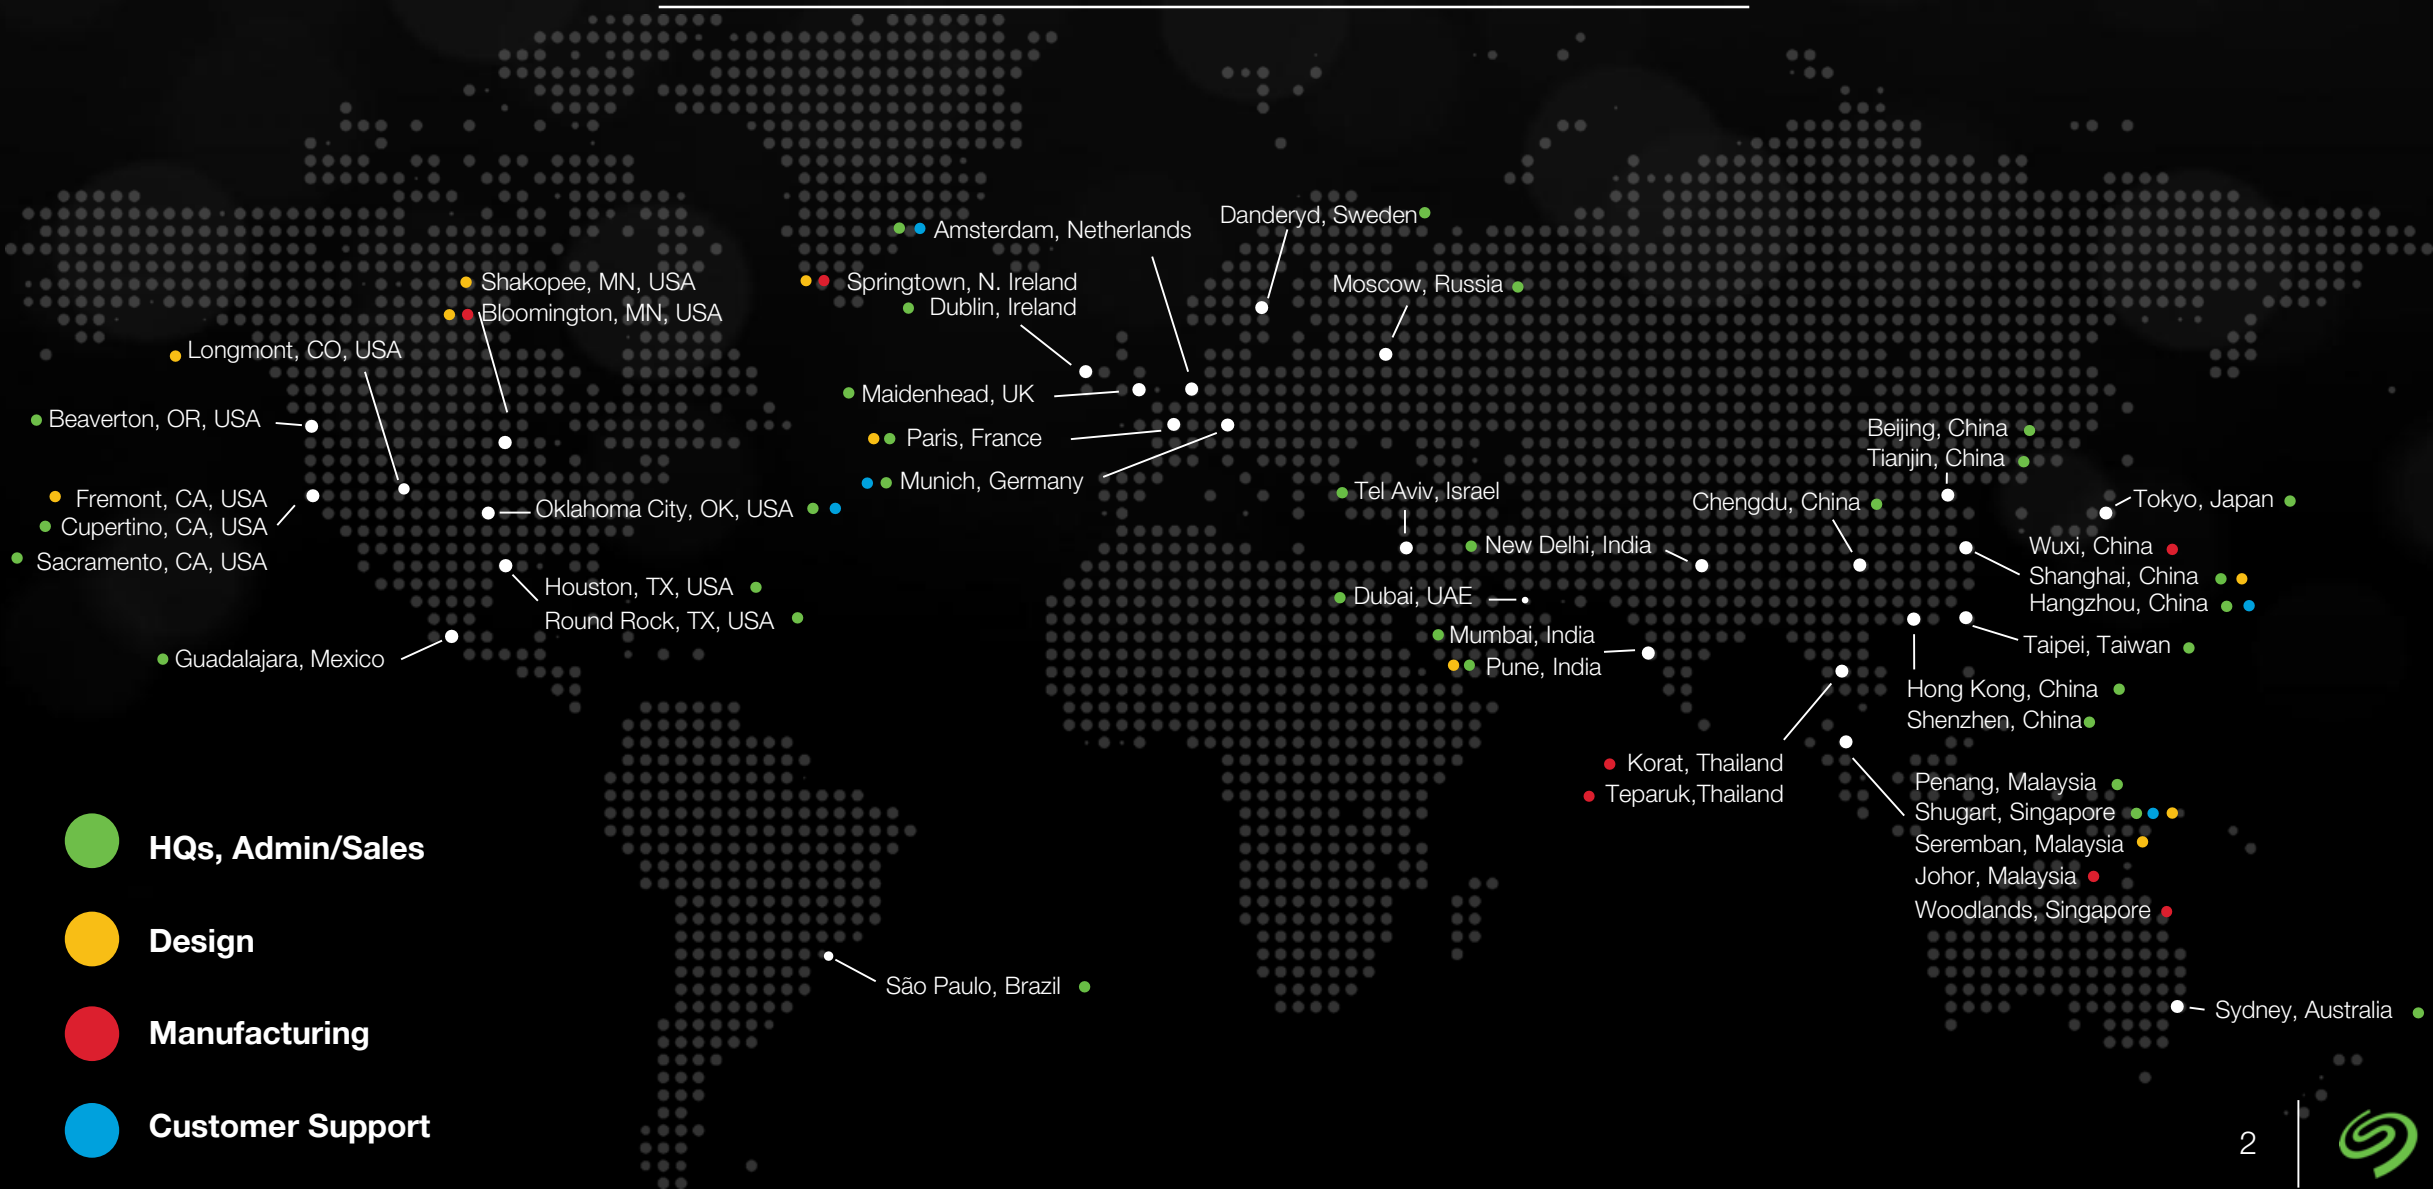 Amsterdam, Netherlands
Danderyd, Sweden
Shakopee, MN, USA
Bloomington, MN, USA
Springtown, N. Ireland
Dublin, Ireland
Moscow, Russia
Longmont, CO, USA
Beaverton, OR, USA
Maidenhead, UK
Paris, France
Munich, Germany
Fremont, CA, USA
Cupertino, CA, USA
Sacramento, CA, USA
Oklahoma City, OK, USA
Houston, TX, USA
Round Rock, TX, USA
Guadalajara, Mexico
Tel Aviv, Israel
New Delhi, India
Dubai, UAE
Mumbai, India
Pune, India
Chengdu, China
Beijing, China
Tianjin, China
Tokyo, Japan
Wuxi, China
Shanghai, China
Hangzhou, China
Taipei, Taiwan
Hong Kong, China
Shenzhen, China
Korat, Thailand
Teparuk,Thailand
Penang, Malaysia
Shugart, Singapore
Seremban, Malaysia
Johor, Malaysia
Woodlands, Singapore
São Paulo, Brazil
Sydney, Australia
HQs, Admin/Sales
Design
Manufacturing
Customer Support
2